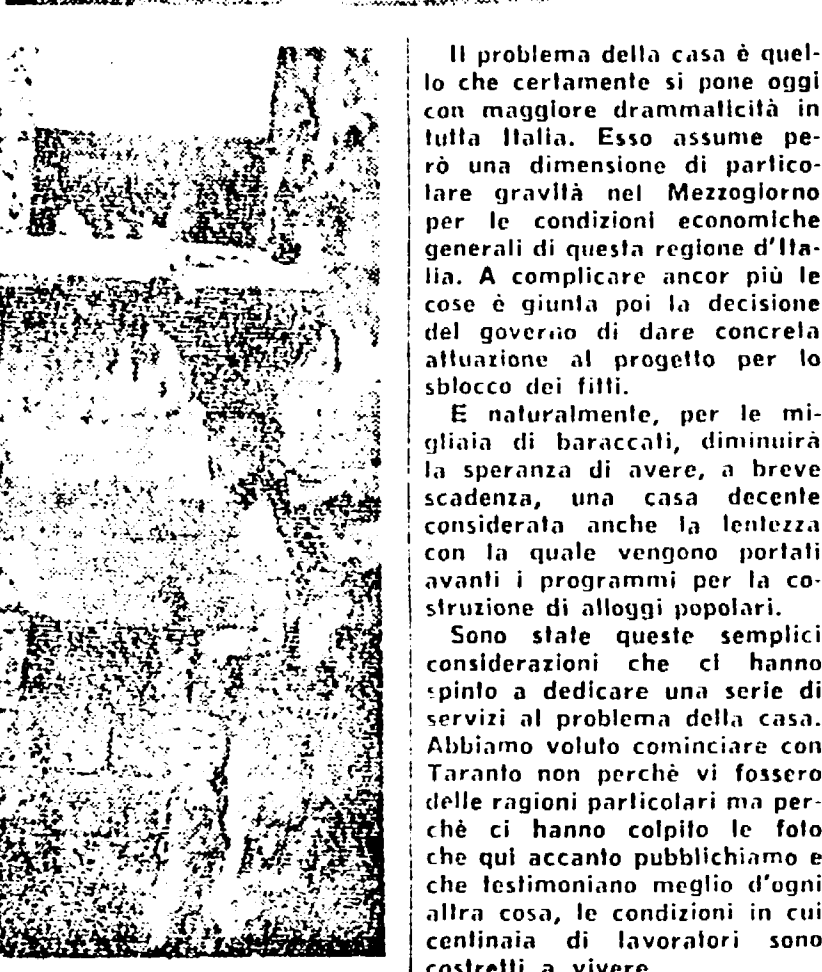 Il problema della casa è quel-
lo che certamente si pone oggi
con maggiore drammaticità in
tutta Italia. Esso assume pe-
rò una dimensione di partico-
lare gravità nel Mezzogiorno
per le condizioni economiche
generali di questa regione d'Ita-
lia. A complicare ancor più le
cose è giunta poi la decisione
del governo di dare concreta
attuazione al progetto per lo
sblocco dei fitti.
E naturalmente, per le mi-
gliaia di baraccati, diminuirà
la speranza di avere, a breve
scadenza, una casa decente
considerata anche la lentezza
con la quale vengono portati
avanti i programmi per la co-
struzione di alloggi popolari.
Sono state queste semplici
considerazioni che ci hanno
spinto a dedicare una serie di
servizi al problema della casa.
Abbiamo voluto cominciare con
Taranto non perchè vi fossero
delle ragioni particolari ma per-
chè ci hanno colpito le foto
che qui accanto pubblichiamo e
che testimoniano meglio d'ogni
altra cosa, le condizioni in cui
centinaia di lavoratori sono
costretti a vivere